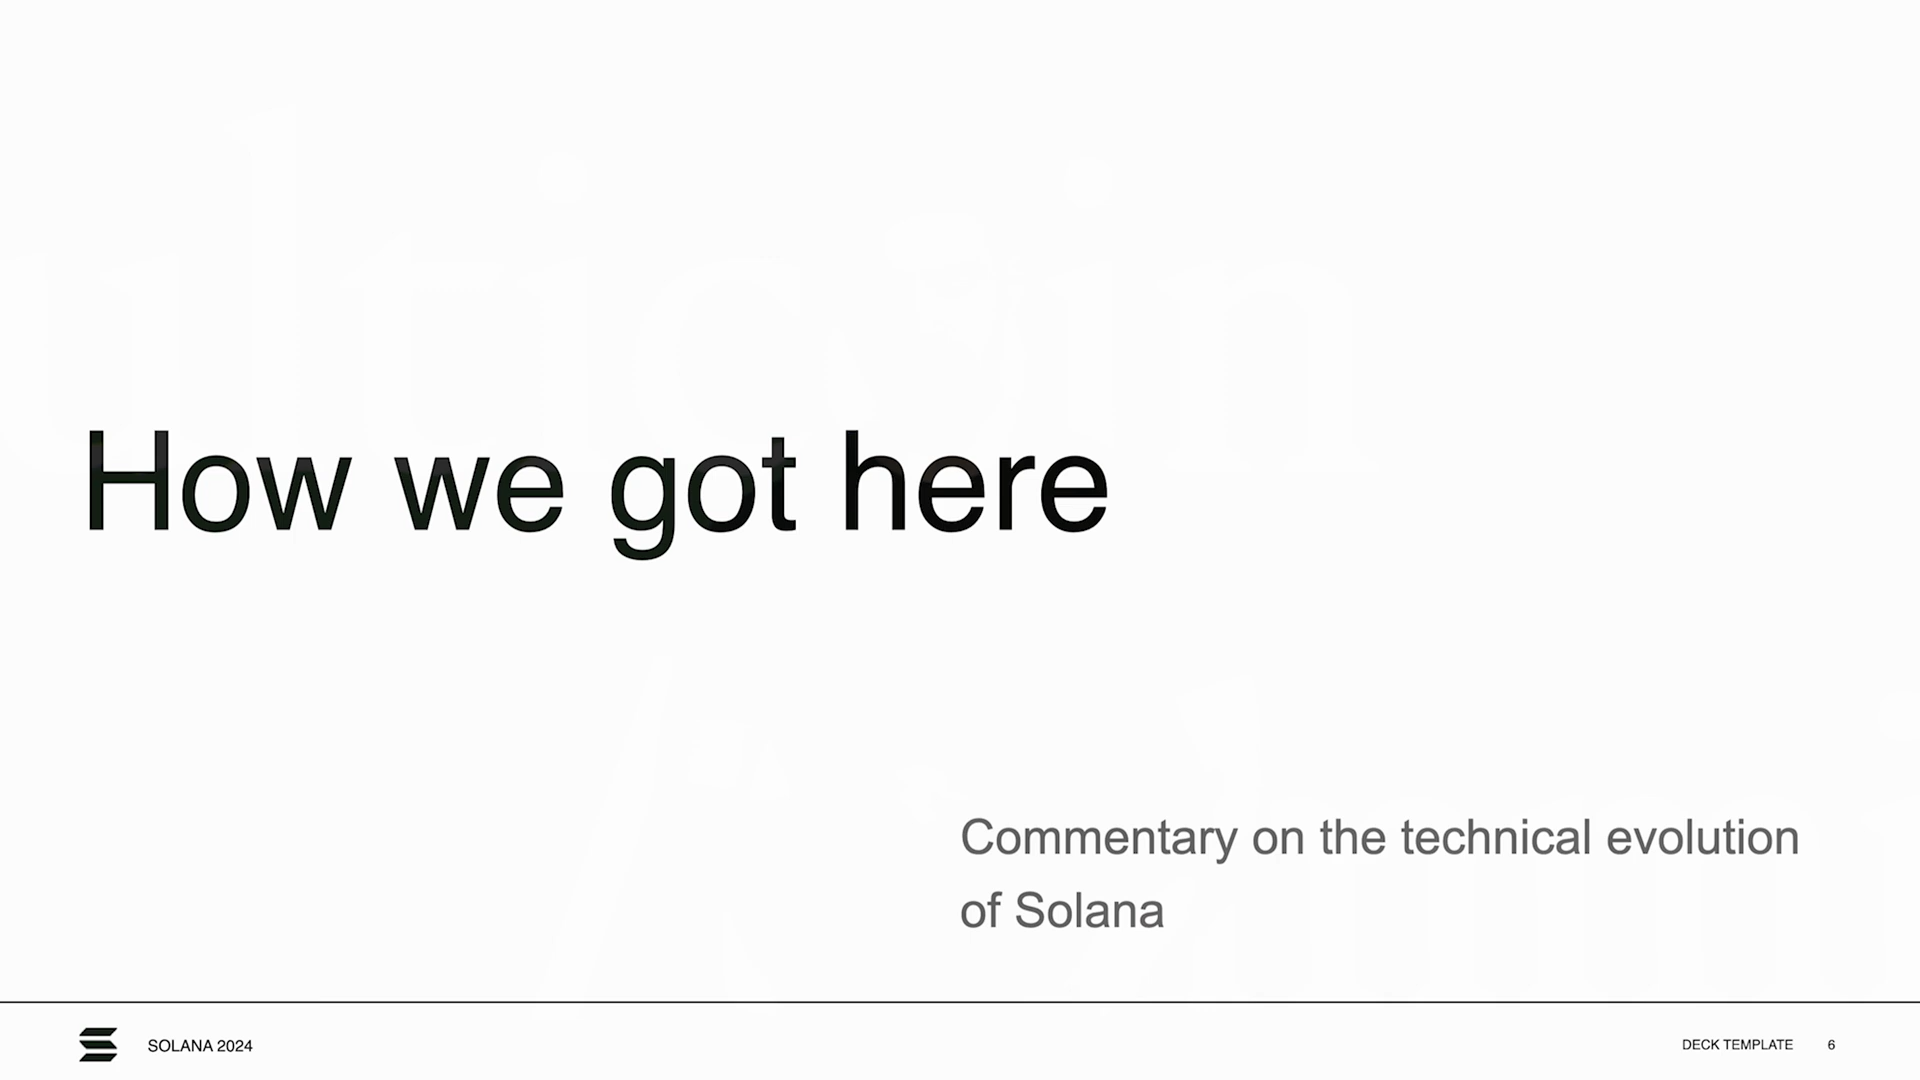 How we got here
Commentary on the technical evolution
of Solana
SOLANA 2024
DECK TEMPLATE 6